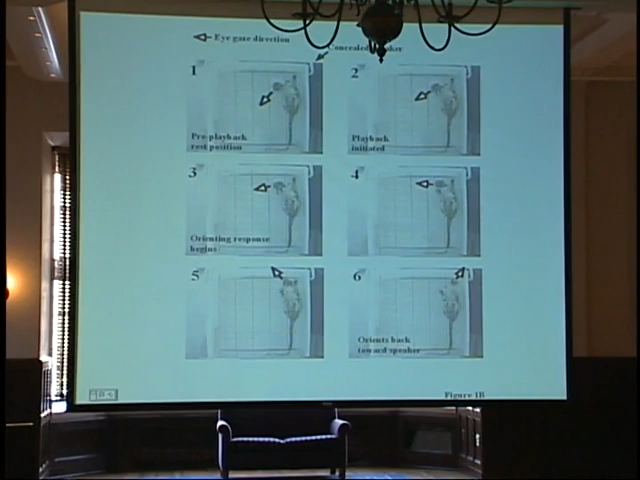 Eye gaze direction
Concealed speaker
1
2
Pre-playback
rest position
Playback
initiated
3
4
Orienting response
begins
5
6
Orients back
toward speaker
Figure 1B